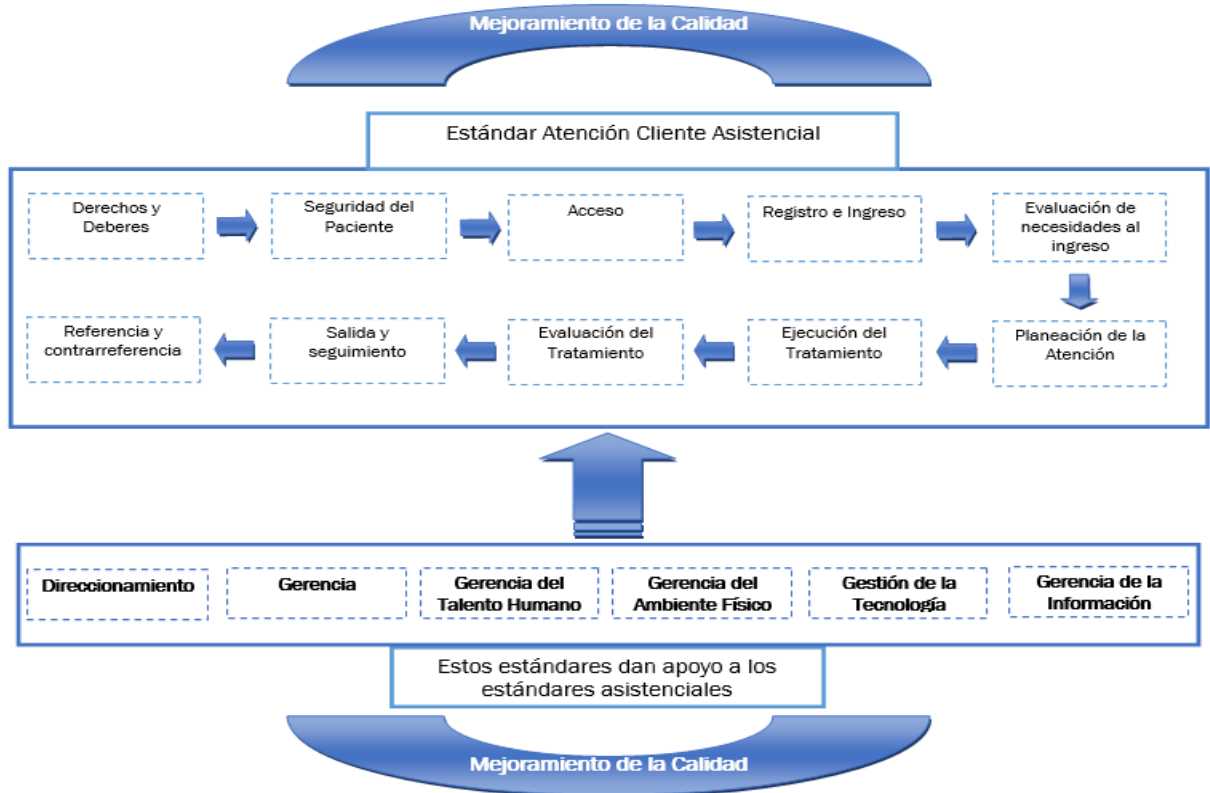 Mejoramiento de la Calidad
Estándar Atención Cliente Asistencial
Derechos y
Deberes
Seguridad del
Paciente
Acceso
Registro e Ingreso
Evaluación de
necesidades al
ingreso
Referencia y
contrarreferencia
Salida y
seguimiento
Evaluación del
Tratamiento
Ejecución del
Tratamiento
Planeación de la
Atención
Direccionamiento
Gerencia
Gerencia del
Talento Humano
Gerencia del
Ambiente Físico
Gestión de la
Tecnología
Gerencia de la
Información
Estos estándares dan apoyo a los
estándares asistenciales
Mejoramiento de la Calidad